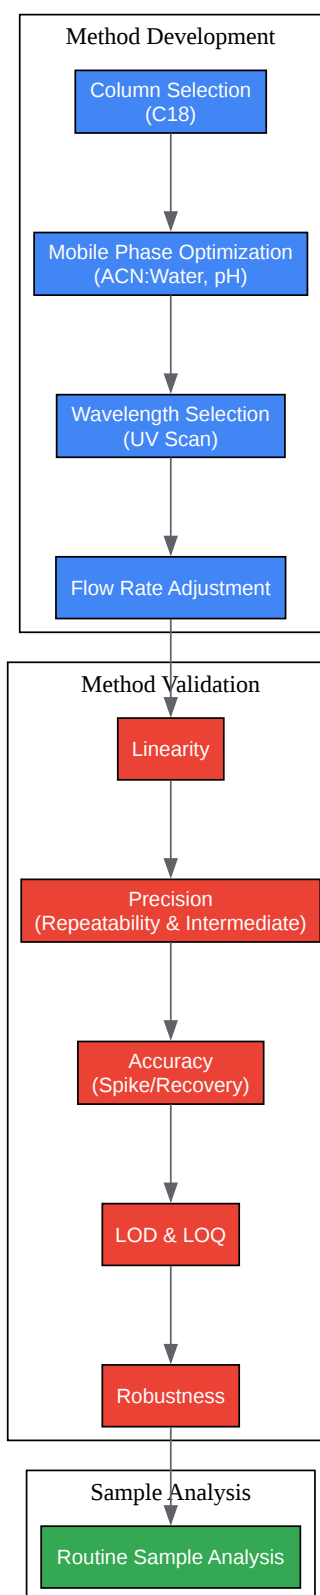 Method Development
Column Selection
(C18)
Mobile Phase Optimization
(ACN:Water, pH)
Wavelength Selection
(UV Scan)
Flow Rate Adjustment
Method Validation
Linearity
Precision
(Repeatability & Intermediate)
Accuracy
(Spike/Recovery)
LOD & LOQ
Robustness
Sample Analysis
Routine Sample Analysis